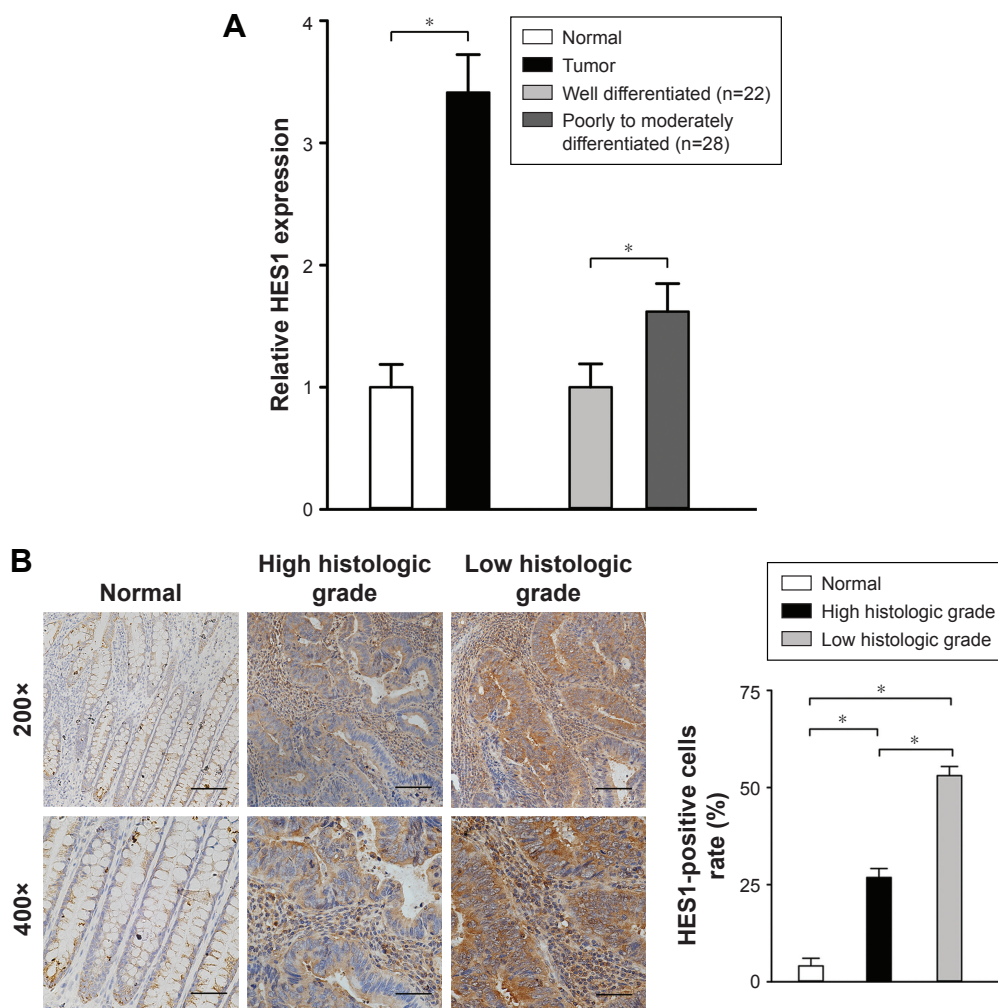 A
Relative HES1 expression
4
3
2
1
0
*
*
Normal
Tumor
Well differentiated (n=22)
Poorly to moderately
differentiated (n=28)
B
Normal
High histologic
grade
Low histologic
grade
200×
400×
Normal
High histologic grade
Low histologic grade
HES1-positive cells
rate (%)
75
50
25
0
*
*
*